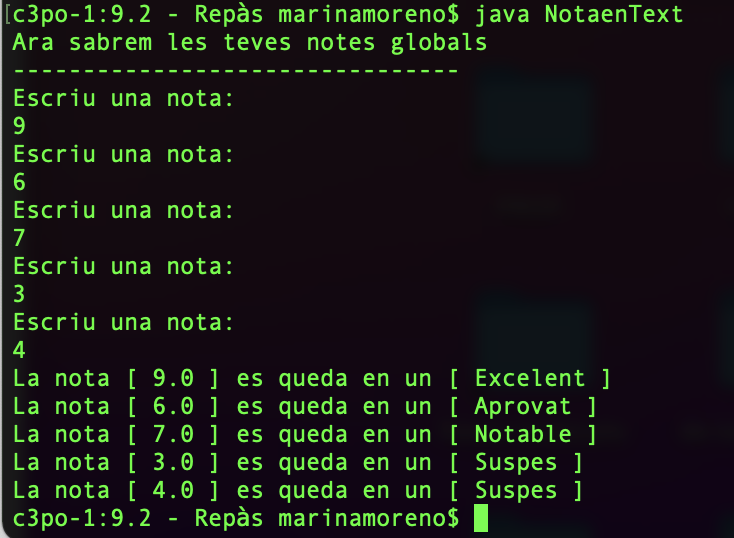 [c3po-1:9.2 - Repàs marinamoreno$ java NotaenText
Ara sabrem les teves notes globals
--------------------------------
Escriu una nota:
9
Escriu una nota:
6
Escriu una nota:
7
Escriu una nota:
3
Escriu una nota:
4
La nota [ 9.0 ] es queda en un [ Excelent ]
La nota [ 6.0 ] es queda en un [ Aprovat ]
La nota [ 7.0 ] es queda en un [ Notable ]
La nota [ 3.0 ] es queda en un [ Suspes ]
La nota [ 4.0 ] es queda en un [ Suspes ]
c3po-1:9.2 - Repàs marinamoreno$